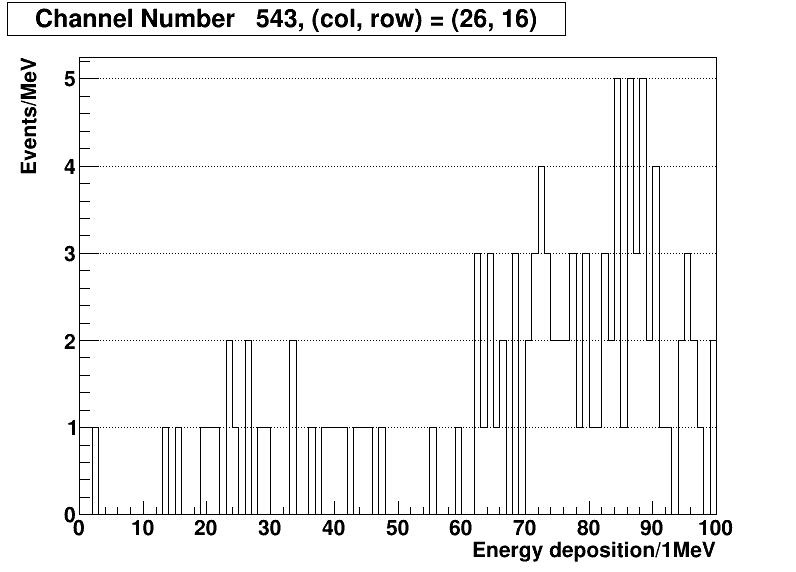 Channel Number 543, (col, row) = (26, 16)
Events/MeV
5
4
3
2
1
0
0 10 20 30 40 50 60 70 80 90 100
Energy deposition/1MeV